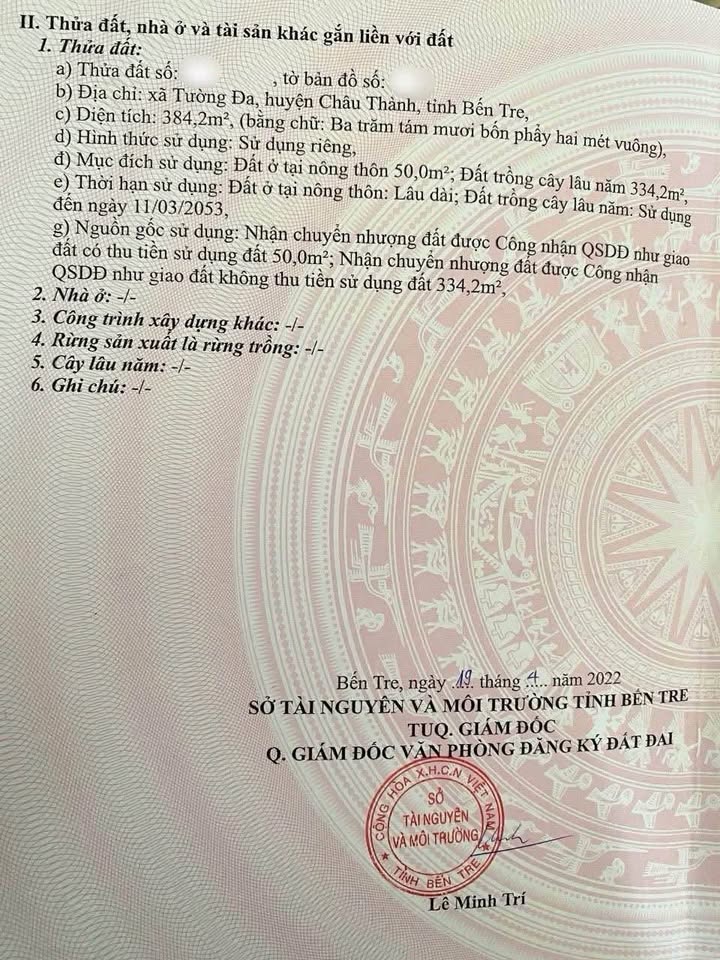 II. Thửa đất, nhà ở và tài sản khác gắn liền với đất
1. Thửa đất:
a) Thửa đất số: , tờ bản đồ số:
b) Địa chỉ: xã Tường Đa, huyện Châu Thành, tỉnh Bến Tre,
c) Diện tích: 384,2m², (bằng chữ: Ba trăm tám mươi bốn phẩy hai mét vuông),
d) Hình thức sử dụng: Sử dụng riêng,
đ) Mục đích sử dụng: Đất ở tại nông thôn 50,0m²; Đất trồng cây lâu năm 334,2m²,
e) Thời hạn sử dụng: Đất ở tại nông thôn: Lâu dài; Đất trồng cây lâu năm: Sử dụng
đến ngày 11/03/2053,
g) Nguồn gốc sử dụng: Nhận chuyển nhượng đất được Công nhận QSDĐ như giao
đất có thu tiền sử dụng đất 50,0m²; Nhận chuyển nhượng đất được Công nhận
QSDĐ như giao đất không thu tiền sử dụng đất 334,2m²,
2. Nhà ở: -/-
3. Công trình xây dựng khác: -/-
4. Rừng sản xuất là rừng trồng: -/-
5. Cây lâu năm: -/-
6. Ghi chú: -/-
Bến Tre, ngày 19 tháng 4 năm 2022
SỞ TÀI NGUYÊN VÀ MÔI TRƯỜNG TỈNH BẾN TRE
TUQ. GIÁM ĐỐC
Q. GIÁM ĐỐC VĂN PHÒNG ĐĂNG KÝ ĐẤT ĐAI
CỘNG HÒA X.H.C.N VIỆT NAM
SỞ
TÀI NGUYÊN
VÀ MÔI TRƯỜNG
TỈNH BẾN TRE
Lê Minh Trí